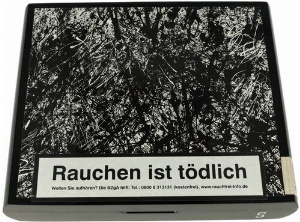 Rauchen ist tödlich
Wollen Sie aufhören? Die BZgA hilft: Tel.: 0800 8 313131 (kostenfrei), www.rauchfrei-info.de